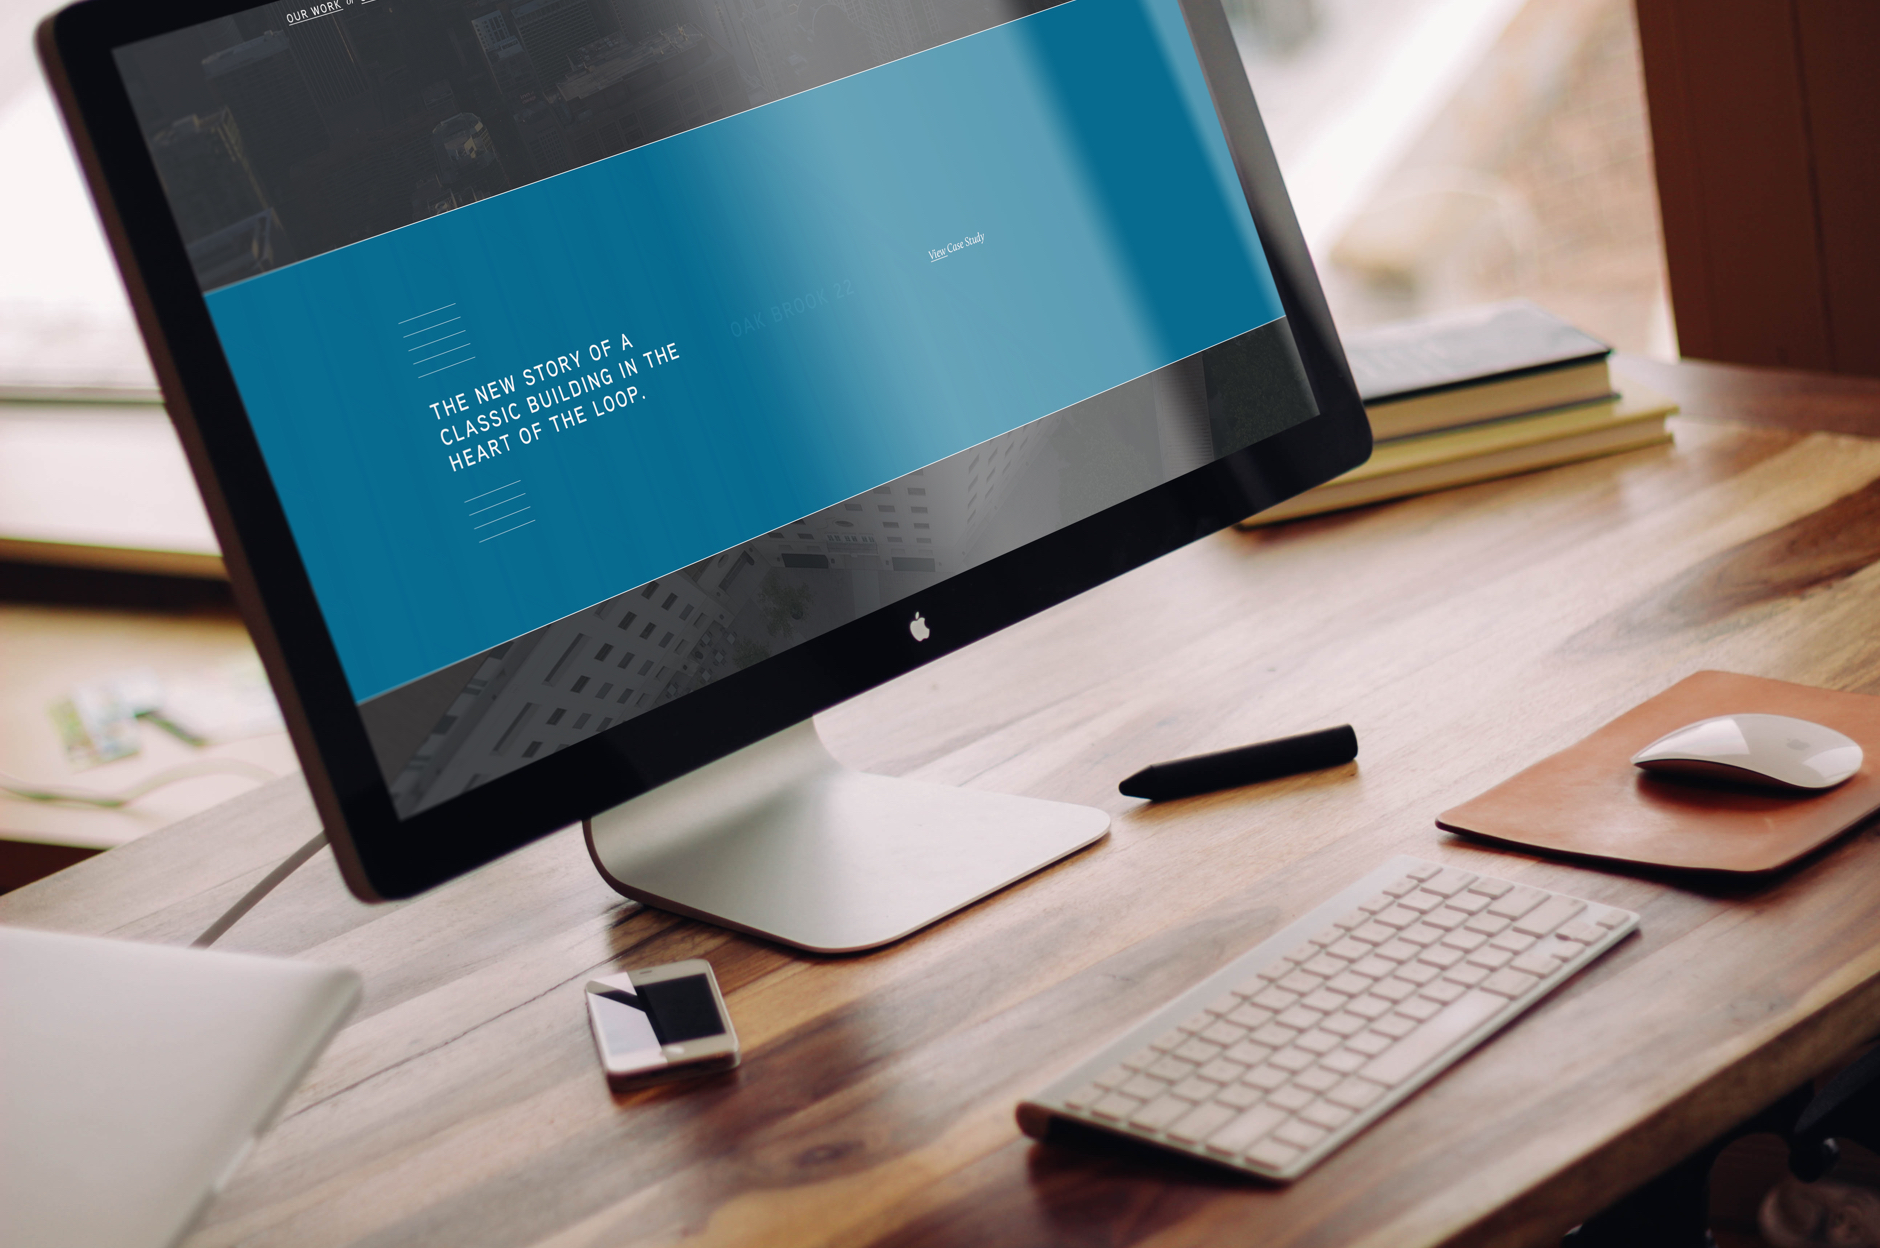 OUR WORK or
THE NEW STORY OF A
CLASSIC BUILDING IN THE
HEART OF THE LOOP.
OAK BROOK 22
View Case Study